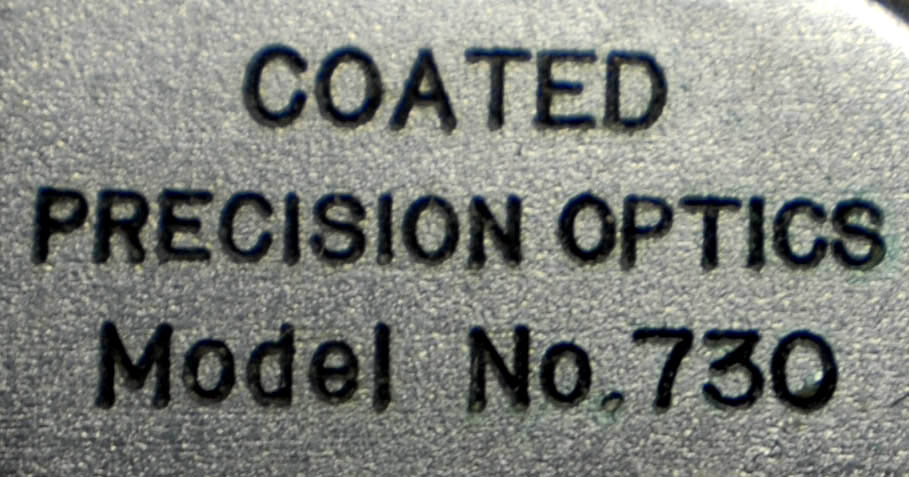 COATED
PRECISION OPTICS
Model No.730